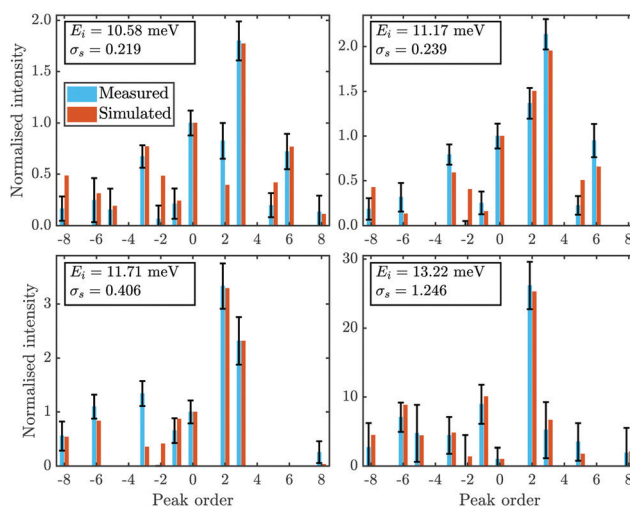 E_i = 10.58 meV
σ_s = 0.219
Measured
Simulated
Normalised intensity
2.0
1.5
1.0
0.5
0.0
-8 -6 -4 -2 0 2 4 6 8
E_i = 11.17 meV
σ_s = 0.239
2.0
1.5
1.0
0.5
0.0
-8 -6 -4 -2 0 2 4 6 8
E_i = 11.71 meV
σ_s = 0.406
Normalised intensity
3
2
1
0
-8 -6 -4 -2 0 2 4 6 8
Peak order
E_i = 13.22 meV
σ_s = 1.246
30
20
10
0
-8 -6 -4 -2 0 2 4 6 8
Peak order